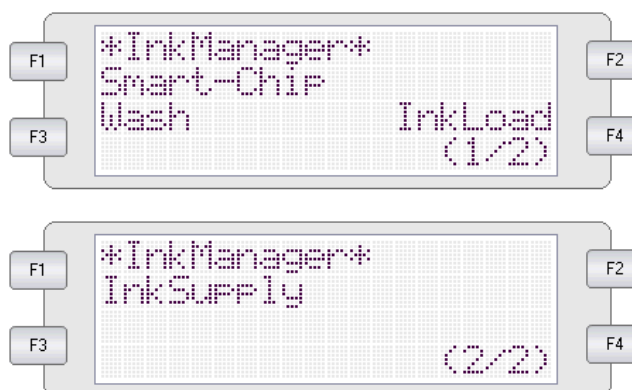 *InkManager*
F1 F2
Smart-Chip
Wash InkLoad
F3 F4
(1/2)
*InkManager*
F1 F2
InkSupply
F3 F4
(2/2)